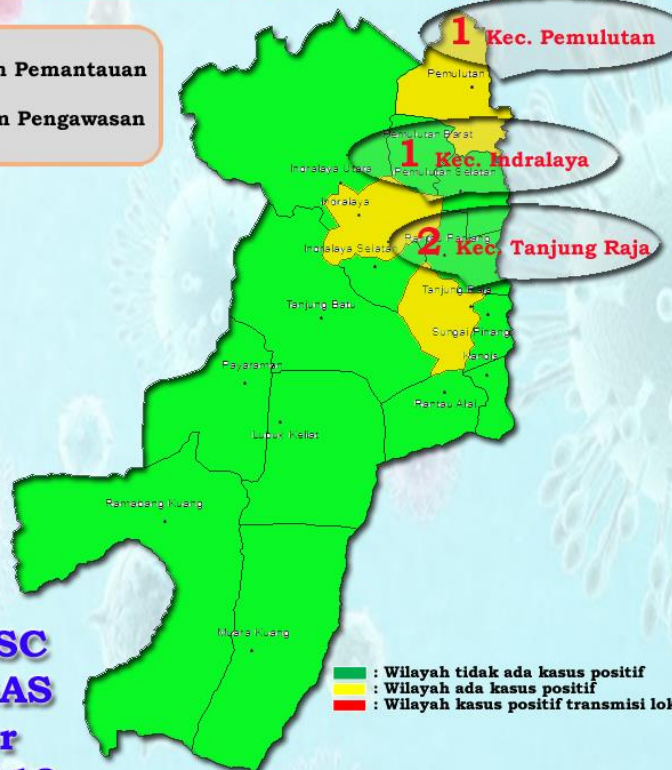 n Pemantauan
n Pengawasan
1 Kec. Pemulutan
Pemulutan
Pemulutan Barat
1 Kec. Indralaya
Indralaya Utara
Pemulutan Selatan
Indralaya
2. Kec. Tanjung Raja
Indralaya Selatan
Tanjung Raja
Tanjung Batu
Sungai Pinang
Kandis
Payaraman
Rantau Alai
Lubuk Keliat
Rambang Kuang
Muara Kuang
SC
AS
r
: Wilayah tidak ada kasus positif
: Wilayah ada kasus positif
: Wilayah kasus positif transmisi lok